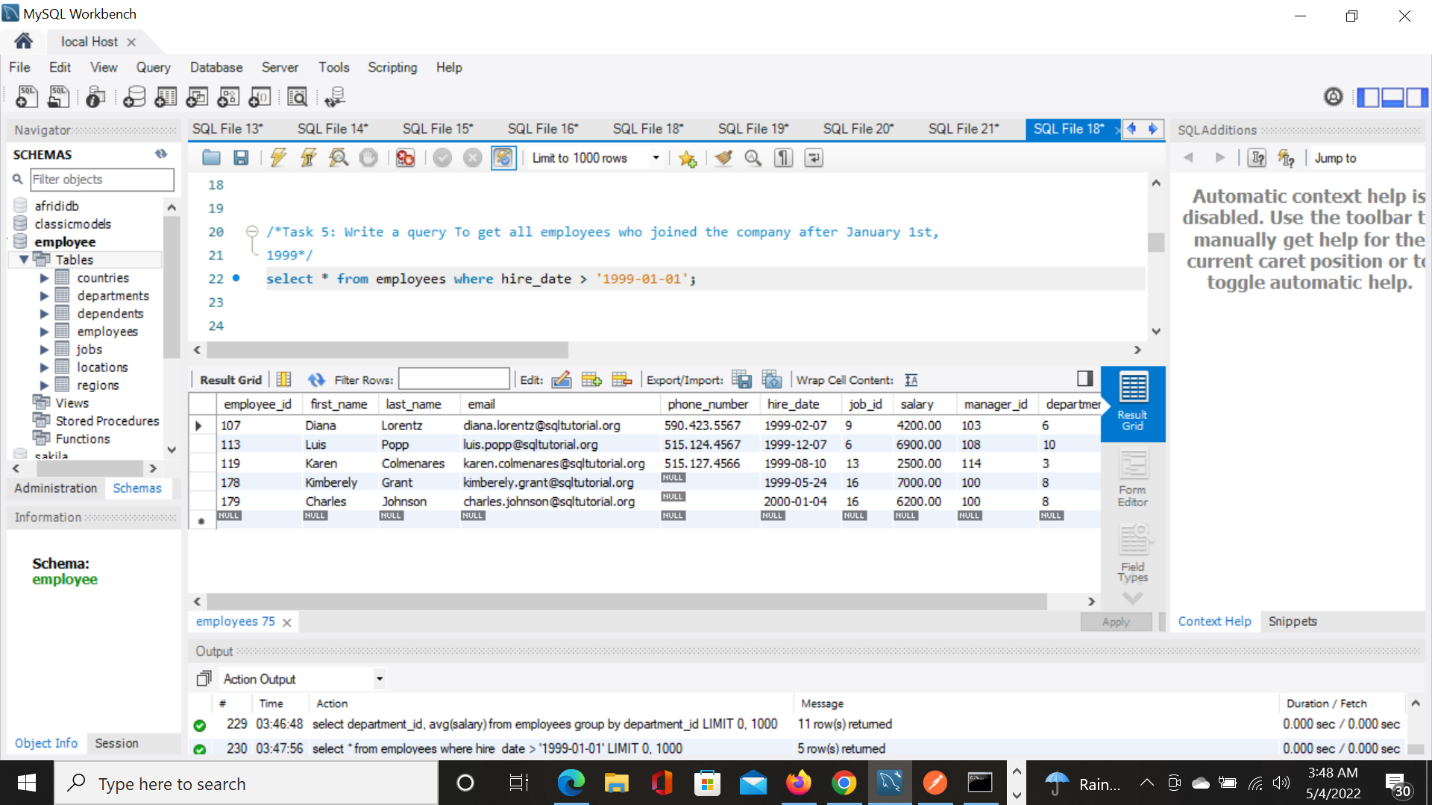 MySQL Workbench
local Host
File Edit View Query Database Server Tools Scripting Help
Navigator
SCHEMAS
Filter objects
afrididb
classicmodels
employee
Tables
countries
departments
dependents
employees
jobs
locations
regions
Views
Stored Procedures
Functions
sakila
Administration Schemas
Information
Schema:
employee
Object Info Session
SQL File 13* SQL File 14* SQL File 15* SQL File 16* SQL File 18* SQL File 19* SQL File 20* SQL File 21* SQL File 18*
Limit to 1000 rows
18
19
20 /*Task 5: Write a query To get all employees who joined the company after January 1st,
21 1999*/
22 select * from employees where hire_date > '1999-01-01';
23
24
Result Grid Filter Rows: Edit: Export/Import: Wrap Cell Content:
employee_id first_name last_name email phone_number hire_date job_id salary manager_id departmen
107 Diana Lorentz diana.lorentz@sqltutorial.org 590.423.5567 1999-02-07 9 4200.00 103 6
113 Luis Popp luis.popp@sqltutorial.org 515.124.4567 1999-12-07 6 6900.00 108 10
119 Karen Colmenares karen.colmenares@sqltutorial.org 515.127.4566 1999-08-10 13 2500.00 114 3
178 Kimberely Grant kimberely.grant@sqltutorial.org NULL 1999-05-24 16 7000.00 100 8
179 Charles Johnson charles.johnson@sqltutorial.org NULL 2000-01-04 16 6200.00 100 8
NULL NULL NULL NULL NULL NULL NULL NULL NULL NULL
Result
Grid
Form
Editor
Field
Types
employees 75
Apply
Output
Action Output
# Time Action Message Duration / Fetch
229 03:46:48 select department_id, avg(salary) from employees group by department_id LIMIT 0, 1000 11 row(s) returned 0.000 sec / 0.000 sec
230 03:47:56 select * from employees where hire_date > '1999-01-01' LIMIT 0, 1000 5 row(s) returned 0.000 sec / 0.000 sec
SQLAdditions
Jump to
Automatic context help is
disabled. Use the toolbar t
manually get help for the
current caret position or to
toggle automatic help.
Context Help Snippets
Type here to search
Rain...
3:48 AM
5/4/2022
30